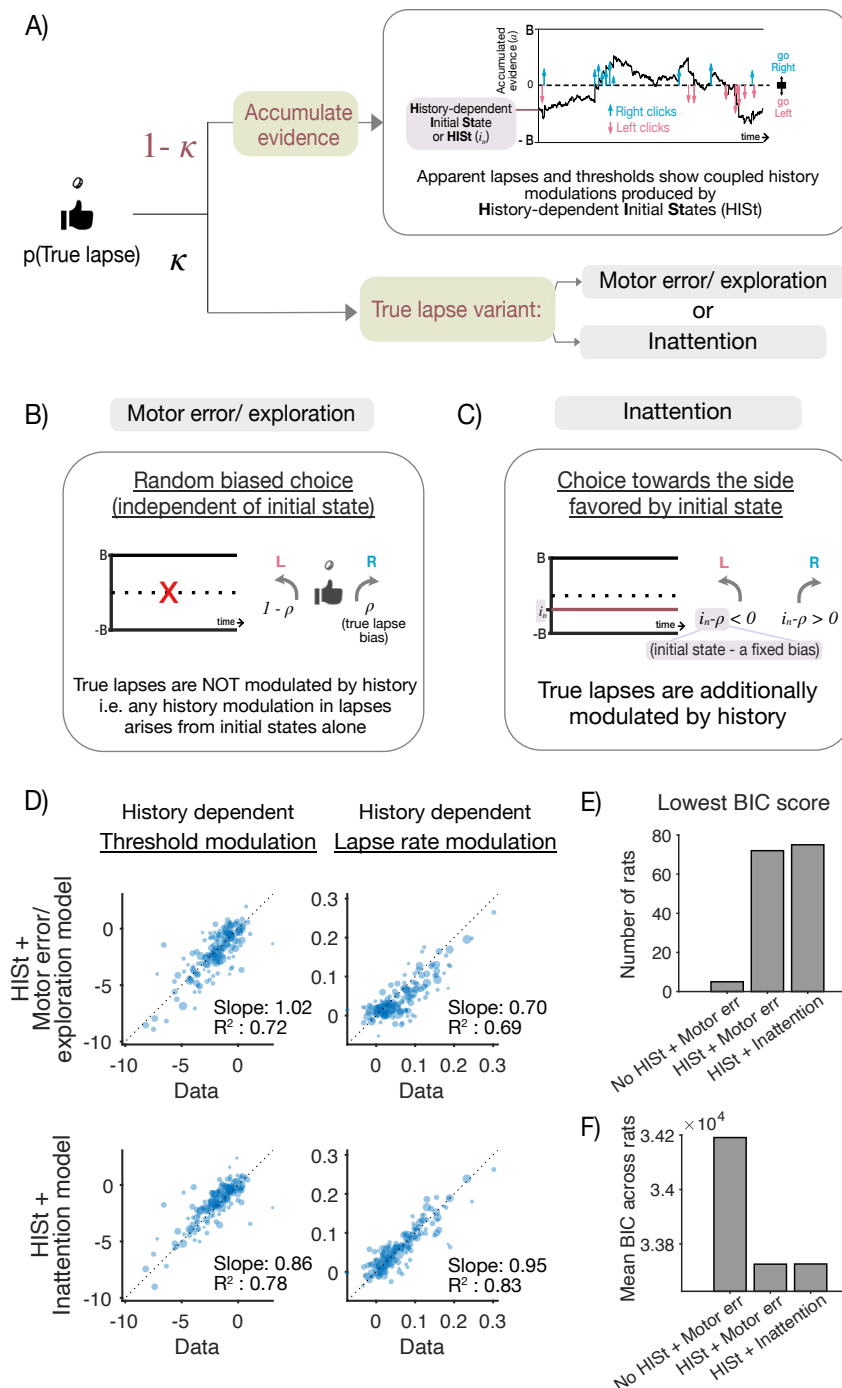 A)
Accumulate
evidence
1- κ
p(True lapse)
κ
Accumulated
evidence (a)
B
0
- B
History-dependent
Initial State
or HISt (iₙ)
Right clicks
Left clicks
time
go
Right
go
Left
Apparent lapses and thresholds show coupled history
modulations produced by
History-dependent Initial States (HISt)
True lapse variant:
Motor error/ exploration
or
Inattention
B)
Motor error/ exploration
Random biased choice
(independent of initial state)
B
-B
X
time
L
R
1 - ρ
ρ
(true lapse
bias)
True lapses are NOT modulated by history
i.e. any history modulation in lapses
arises from initial states alone
C)
Inattention
Choice towards the side
favored by initial state
B
iₙ
-B
time
L
R
iₙ-ρ < 0
iₙ-ρ > 0
(initial state - a fixed bias)
True lapses are additionally
modulated by history
D)
History dependent
Threshold modulation
History dependent
Lapse rate modulation
HISt +
Motor error/
exploration model
0
-5
-10
-10
-5
0
Data
Slope: 1.02
R² : 0.72
0.3
0.2
0.1
0
0
0.1
0.2
0.3
Data
Slope: 0.70
R² : 0.69
HISt +
Inattention model
0
-5
-10
-10
-5
0
Data
Slope: 0.86
R² : 0.78
0.3
0.2
0.1
0
0
0.1
0.2
0.3
Data
Slope: 0.95
R² : 0.83
E)
Lowest BIC score
Number of rats
80
60
40
20
0
No HISt + Motor err
HISt + Motor err
HISt + Inattention
F)
Mean BIC across rats
× 10⁴
3.42
3.4
3.38
No HISt + Motor err
HISt + Motor err
HISt + Inattention